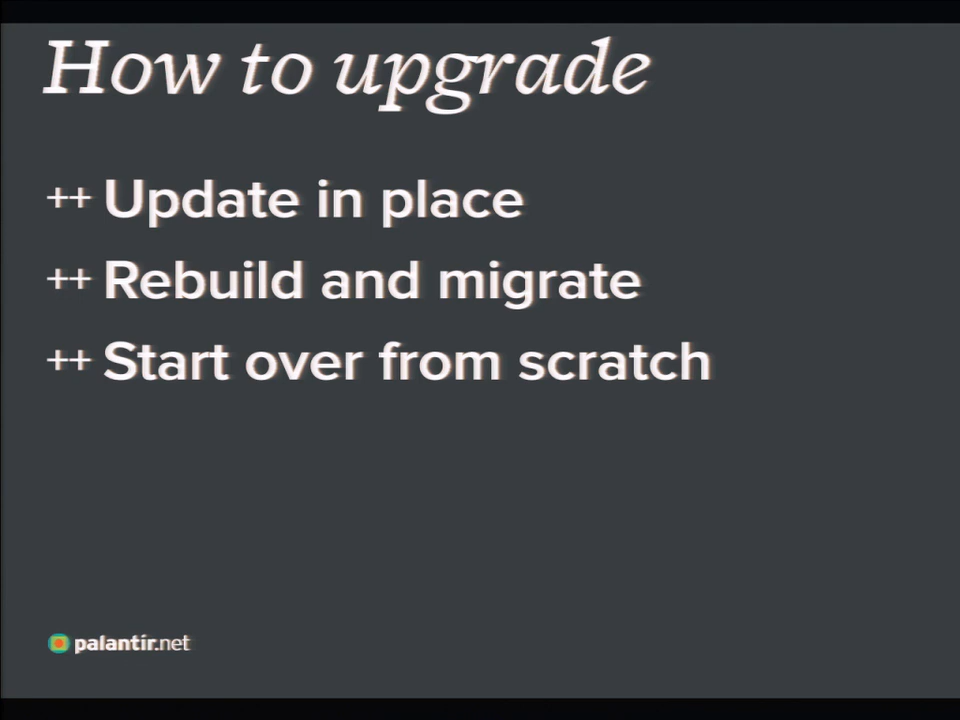 How to upgrade
++ Update in place
++ Rebuild and migrate
++ Start over from scratch
palantir.net